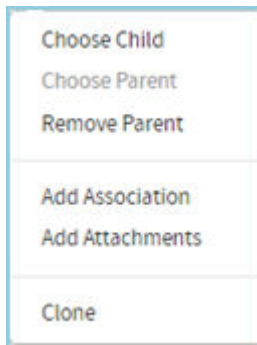 Choose Child
Choose Parent
Remove Parent
Add Association
Add Attachments
Clone